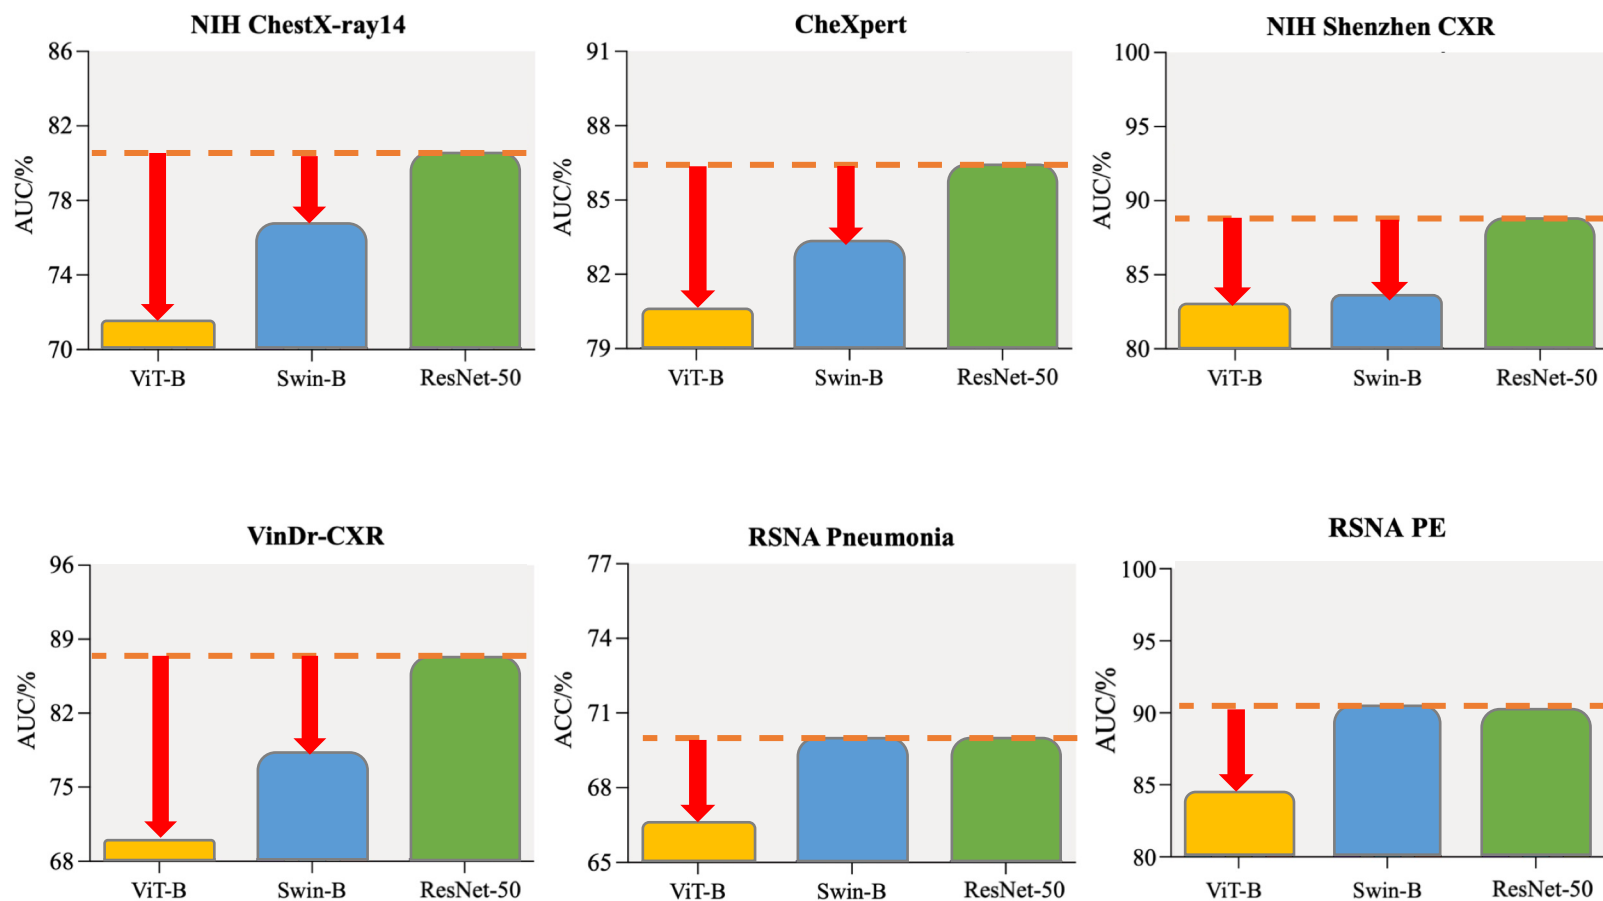 NIH ChestX-ray14
86
82
78
74
70
AUC/%
ViT-B Swin-B ResNet-50
CheXpert
91
88
85
82
79
AUC/%
ViT-B Swin-B ResNet-50
NIH Shenzhen CXR
100
95
90
85
80
AUC/%
ViT-B Swin-B ResNet-50
VinDr-CXR
96
89
82
75
68
AUC/%
ViT-B Swin-B ResNet-50
RSNA Pneumonia
77
74
71
68
65
ACC/%
ViT-B Swin-B ResNet-50
RSNA PE
100
95
90
85
80
AUC/%
ViT-B Swin-B ResNet-50